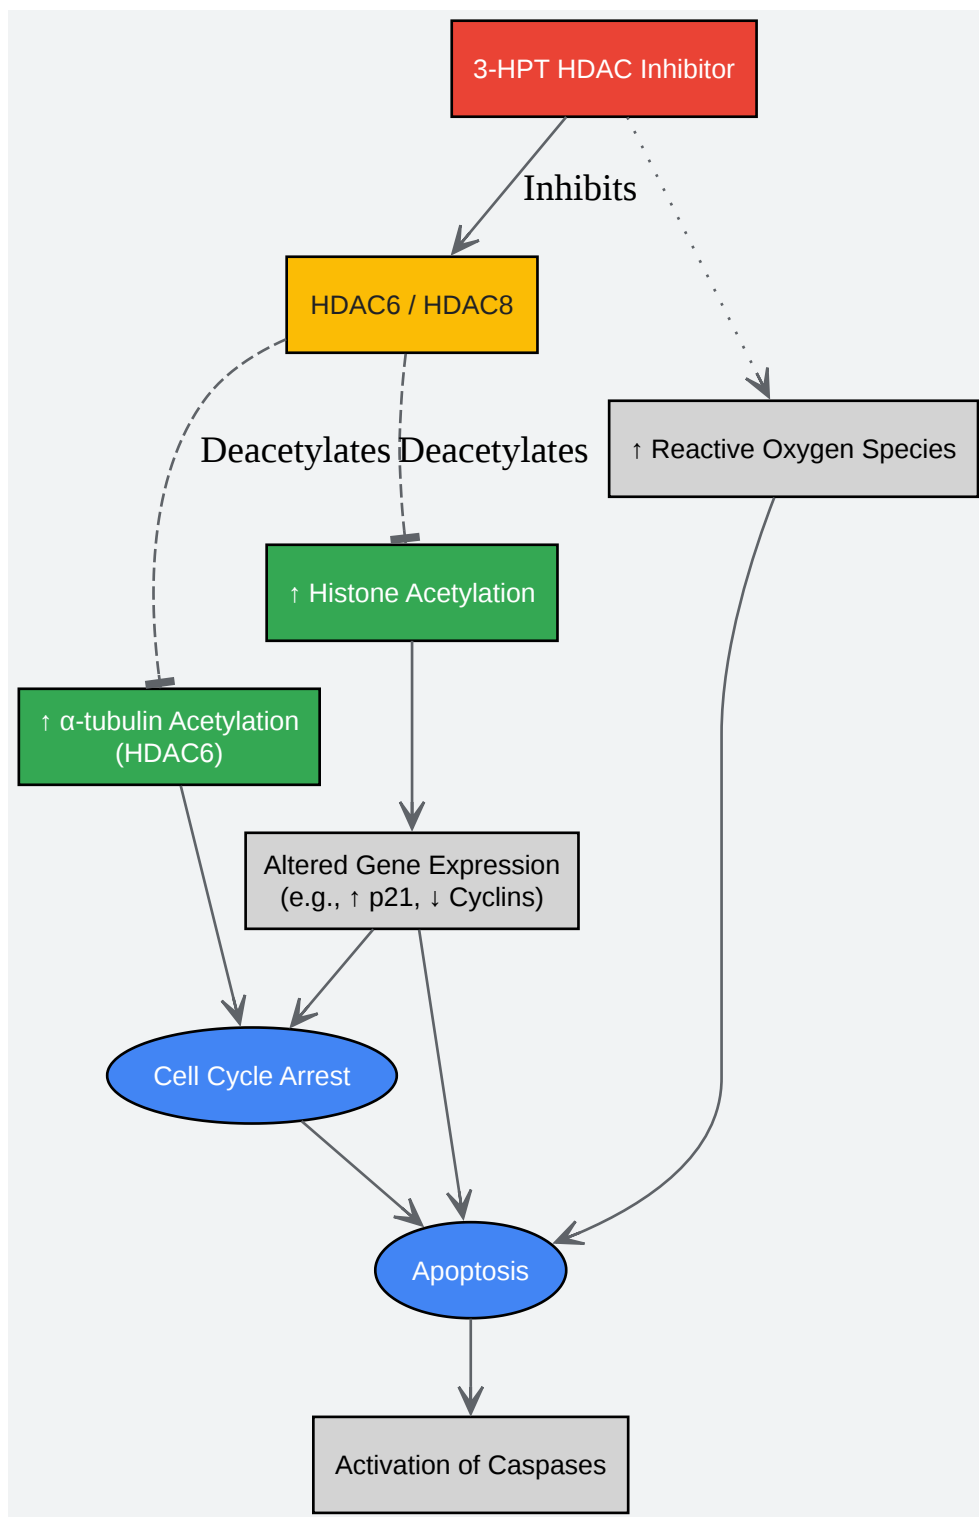 3-HPT HDAC Inhibitor
Inhibits
HDAC6 / HDAC8
Deacetylates
Deacetylates
↑ Reactive Oxygen Species
↑ Histone Acetylation
↑ α-tubulin Acetylation
(HDAC6)
Altered Gene Expression
(e.g., ↑ p21, ↓ Cyclins)
Cell Cycle Arrest
Apoptosis
Activation of Caspases